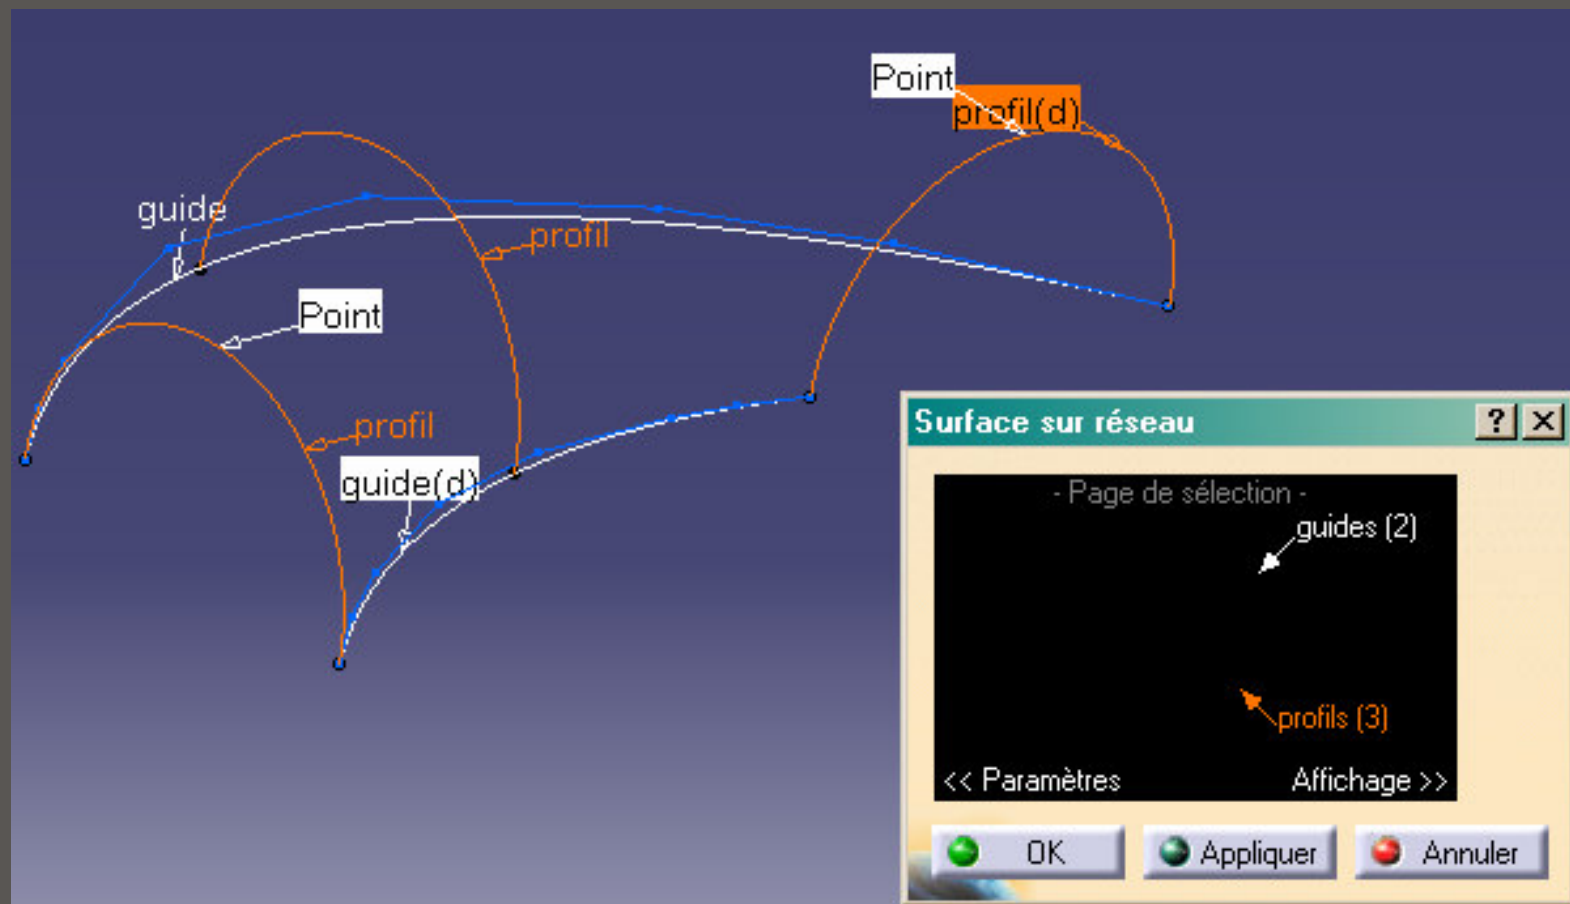 Point
profil(d)
guide
profil
Point
profil
guide(d)
Surface sur réseau
?
- Page de sélection -
guides (2)
profils (3)
<< Paramètres Affichage >>
OK Appliquer Annuler